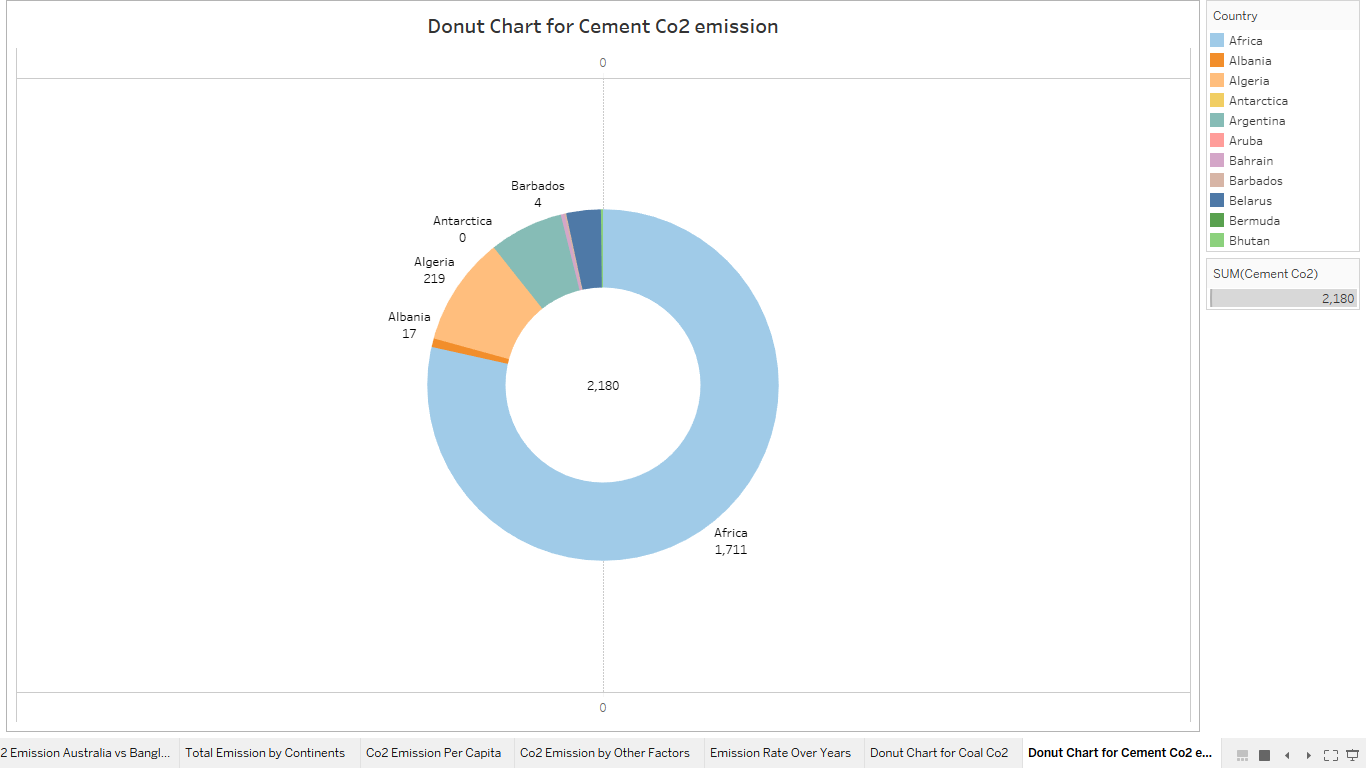 Donut Chart for Cement Co2 emission
0
Barbados
4
Antarctica
0
Algeria
219
Albania
17
2,180
Africa
1,711
0
Country
Africa
Albania
Algeria
Antarctica
Argentina
Aruba
Bahrain
Barbados
Belarus
Bermuda
Bhutan
SUM(Cement Co2)
2,180
2 Emission Australia vs Bangl... Total Emission by Continents Co2 Emission Per Capita Co2 Emission by Other Factors Emission Rate Over Years Donut Chart for Coal Co2 Donut Chart for Cement Co2 e...